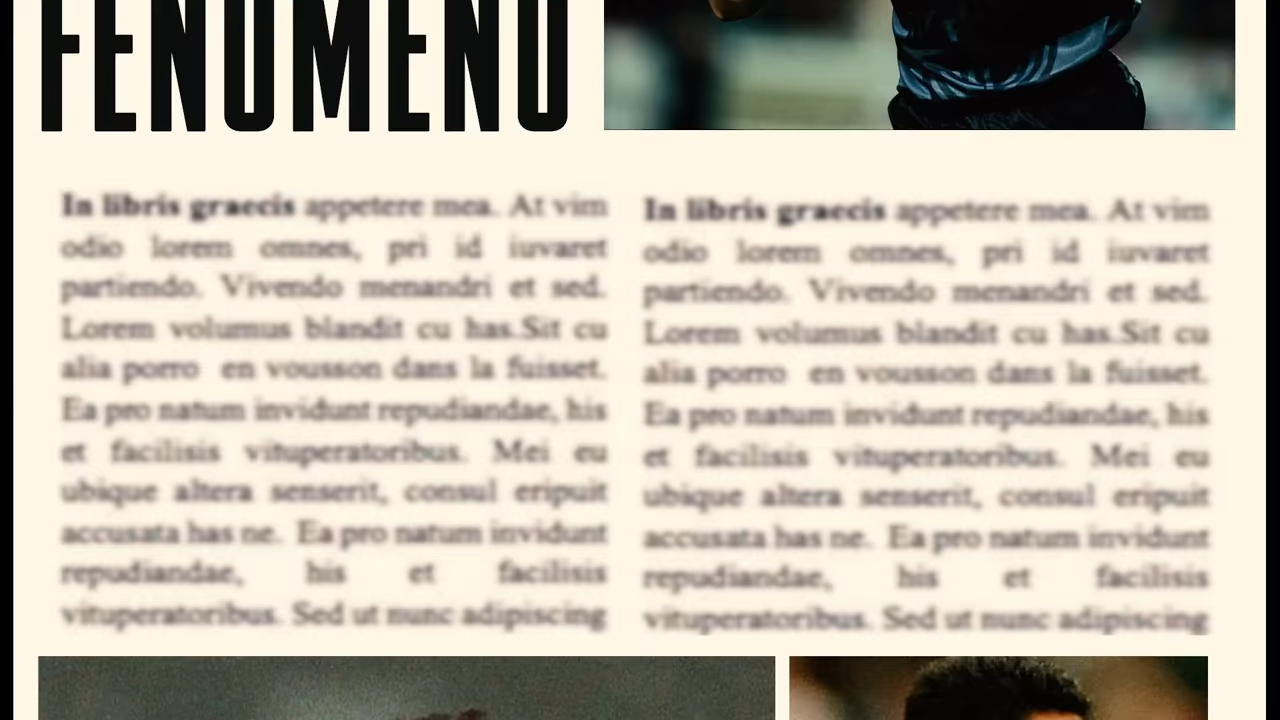 FENOMENO
In libris graecis appetere mea. At vim
odio lorem omnes, pri id iuvaret
partiendo. Vivendo menandri et sed.
Lorem volumus blandit cu has.Sit cu
alia porro en vousson dans la fuisset.
Ea pro natum invidunt repudiandae, his
et facilisis vituperatoribus. Mei eu
ubique altera senserit, consul eripuit
accusata has ne. Ea pro natum invidunt
repudiandae, his et facilisis
vituperatoribus. Sed ut nunc adipiscing
In libris graecis appetere mea. At vim
odio lorem omnes, pri id iuvaret
partiendo. Vivendo menandri et sed.
Lorem volumus blandit cu has.Sit cu
alia porro en vousson dans la fuisset.
Ea pro natum invidunt repudiandae, his
et facilisis vituperatoribus. Mei eu
ubique altera senserit, consul eripuit
accusata has ne. Ea pro natum invidunt
repudiandae, his et facilisis
vituperatoribus. Sed ut nunc adipiscing